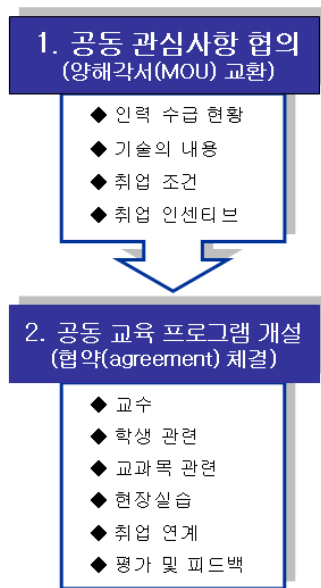 1. 공동 관심사항 협의
(양해각서(MOU) 교환)
◆ 인력 수급 현황
◆ 기술의 내용
◆ 취업 조건
◆ 취업 인센티브
2. 공동 교육 프로그램 개설
(협약(agreement) 체결)
◆ 교수
◆ 학생 관련
◆ 교과목 관련
◆ 현장실습
◆ 취업 연계
◆ 평가 및 피드백